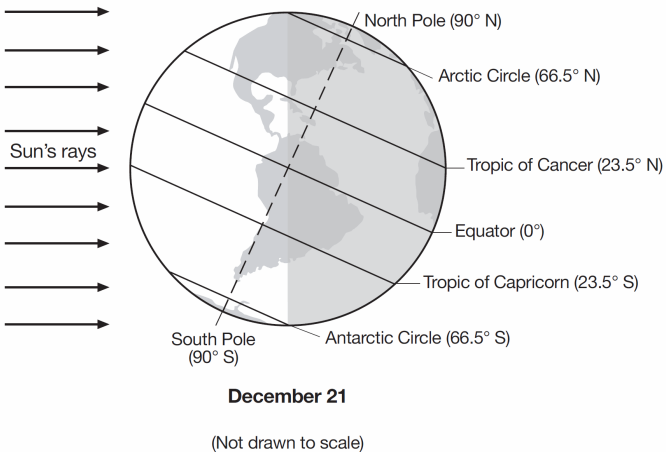 North Pole (90° N)
Arctic Circle (66.5° N)
Sun's rays
Tropic of Cancer (23.5° N)
Equator (0°)
Tropic of Capricorn (23.5° S)
South Pole
(90° S)
Antarctic Circle (66.5° S)
December 21
(Not drawn to scale)